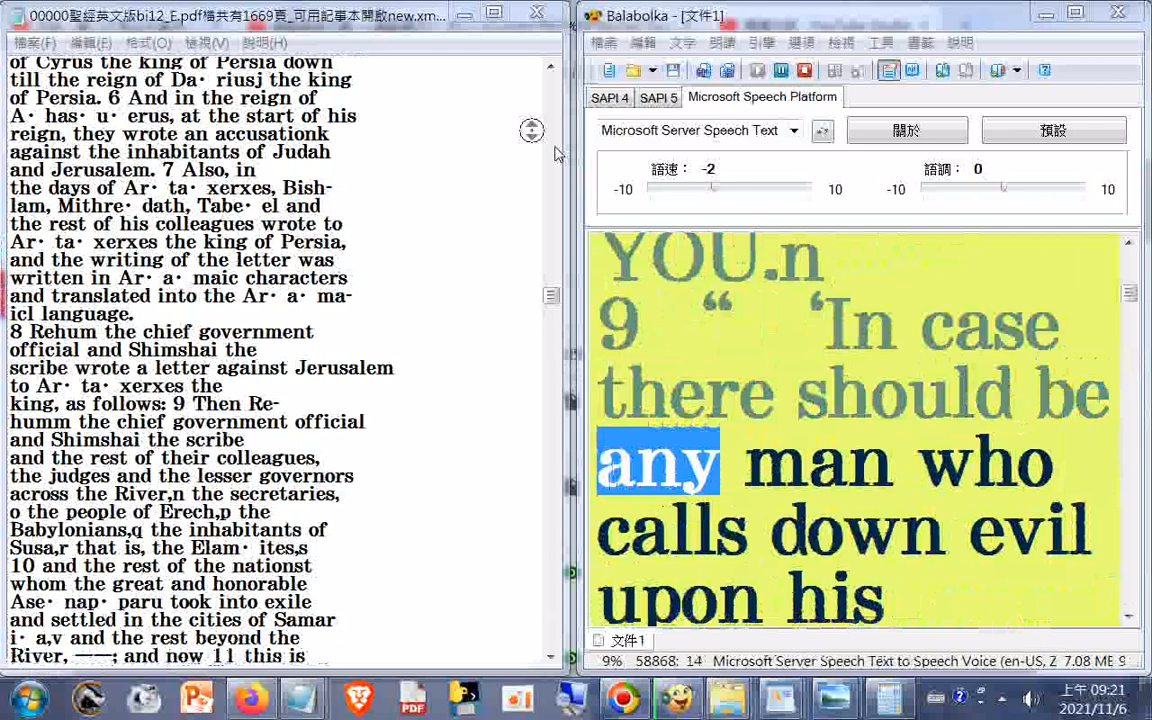 00000聖經英文版bi12_E.pdf檔共有1669頁_可用記事本開啟new.xm...
檔案(F) 編輯(E) 格式(O) 檢視(V) 說明(H)
of Cyrus the king of Persia down
till the reign of Da· riusj the king
of Persia. 6 And in the reign of
A· has· u· erus, at the start of his
reign, they wrote an accusationk
against the inhabitants of Judah
and Jerusalem. 7 Also, in
the days of Ar· ta· xerxes, Bish-
lam, Mithre· dath, Tabe· el and
the rest of his colleagues wrote to
Ar· ta· xerxes the king of Persia,
and the writing of the letter was
written in Ar· a· maic characters
and translated into the Ar· a· ma-
icl language.
8 Rehum the chief government
official and Shimshai the
scribe wrote a letter against Jerusalem
to Ar· ta· xerxes the
king, as follows: 9 Then Re-
humm the chief government official
and Shimshai the scribe
and the rest of their colleagues,
the judges and the lesser governors
across the River,n the secretaries,
o the people of Erech,p the
Babylonians,q the inhabitants of
Susa,r that is, the Elam· ites,s
10 and the rest of the nationst
whom the great and honorable
Ase· nap· paru took into exile
and settled in the cities of Samar
i· a,v and the rest beyond the
River, ——; and now 11 this is
Balabolka - [文件1]
檔案 編輯 文字 朗讀 引擎 選項 檢視 工具 書籤 說明
SAPI 4 SAPI 5 Microsoft Speech Platform
Microsoft Server Speech Text 關於 預設
語速： -2 語調： 0
-10 10 -10 10
YOU.n
9 “ ‘In case
there should be
any man who
calls down evil
upon his
文件1
9% 58868: 14 Microsoft Server Speech Text to Speech Voice (en-US, Z 7.08 MB 9
上午 09:21
2021/11/6